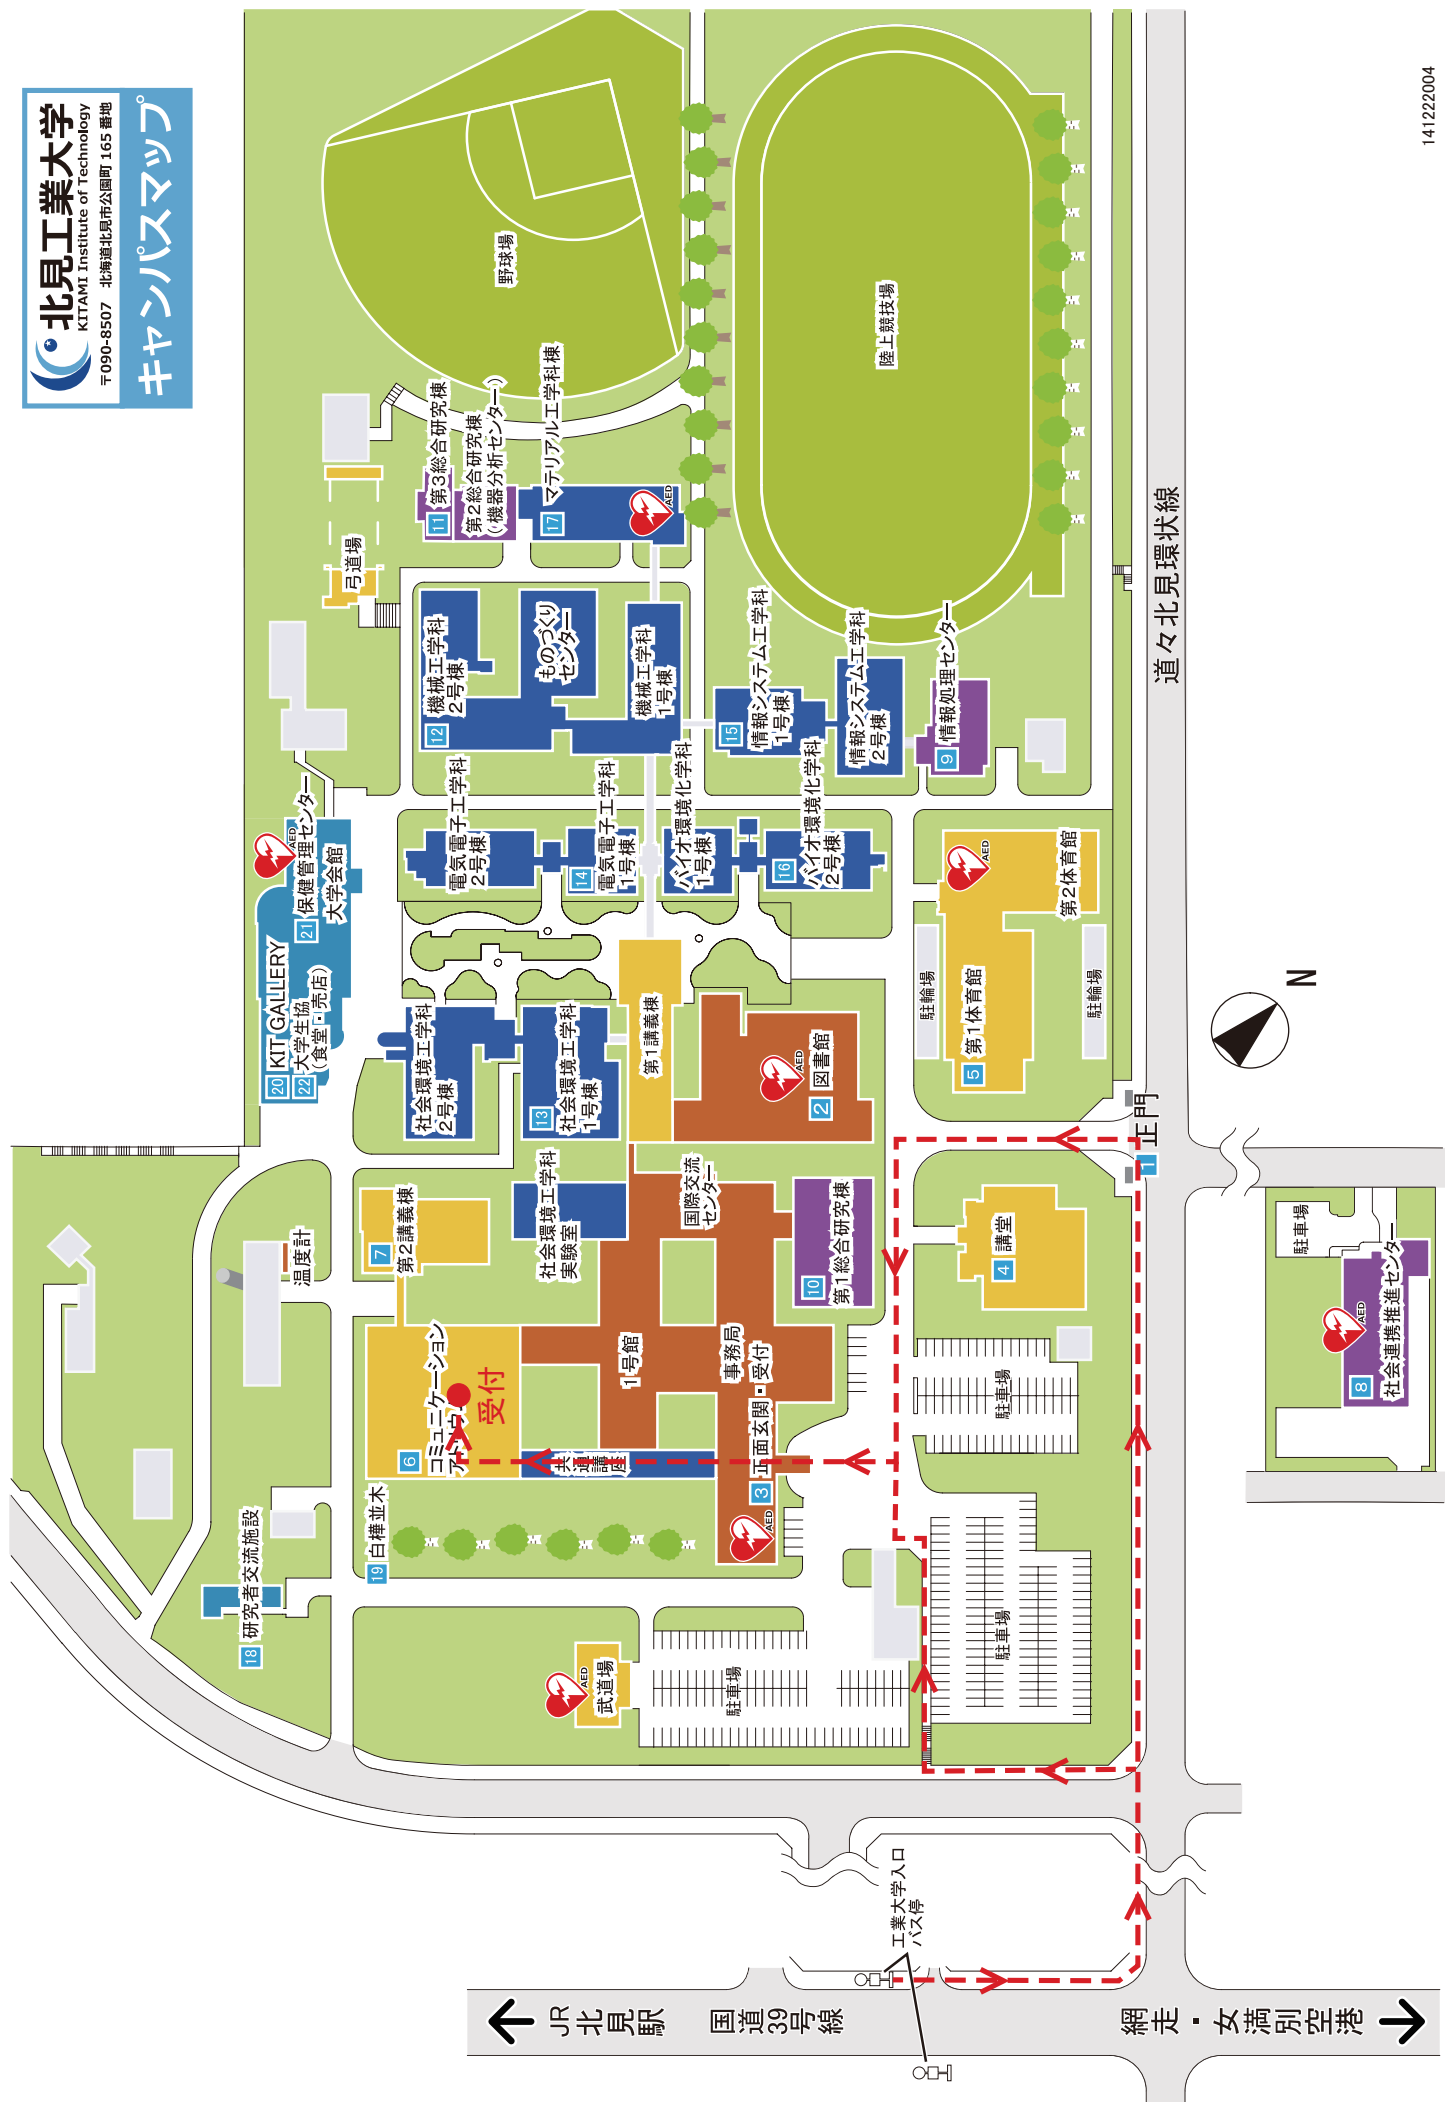 北見工業大学
KITAMI Institute of Technology
〒090-8507 北海道北見市公園町 165 番地
キャンパスマップ
141222004
野球場
陸上競技場
道々北見環状線
弓道場
11 第3総合研究棟
第2総合研究棟
(機器分析センター)
17 マテリアル工学科棟
AED
12 機械工学科
2号棟
ものづくり
センター
機械工学科
1号棟
15 情報システム工学科
1号棟
情報システム工学科
2号棟
9 情報処理センター
電気電子工学科
2号棟
14 電気電子工学科
1号棟
バイオ環境化学科
1号棟
16 バイオ環境化学科
2号棟
AED
21 保健管理センター
大学会館
20 KIT GALLERY
22 大学生協
(食堂・売店)
AED
第2体育館
5 第1体育館
駐輪場
駐輪場
N
社会環境工学科
2号棟
13 社会環境工学科
1号棟
第1講義棟
AED
2 図書館
1 正門
温度計
7 第2講義棟
社会環境工学科
実験室
国際交流
センター
10 第1総合研究棟
4 講堂
駐車場
AED
8 社会連携推進センター
6 コミュニケーション
アトリウム
受付
1号館
事務局
3 正面玄関・受付
共通講座
AED
駐車場
19 白樺並木
18 研究者交流施設
AED
武道場
駐車場
駐車場
工業大学入口
バス停
JR北見駅
国道39号線
網走・女満別空港